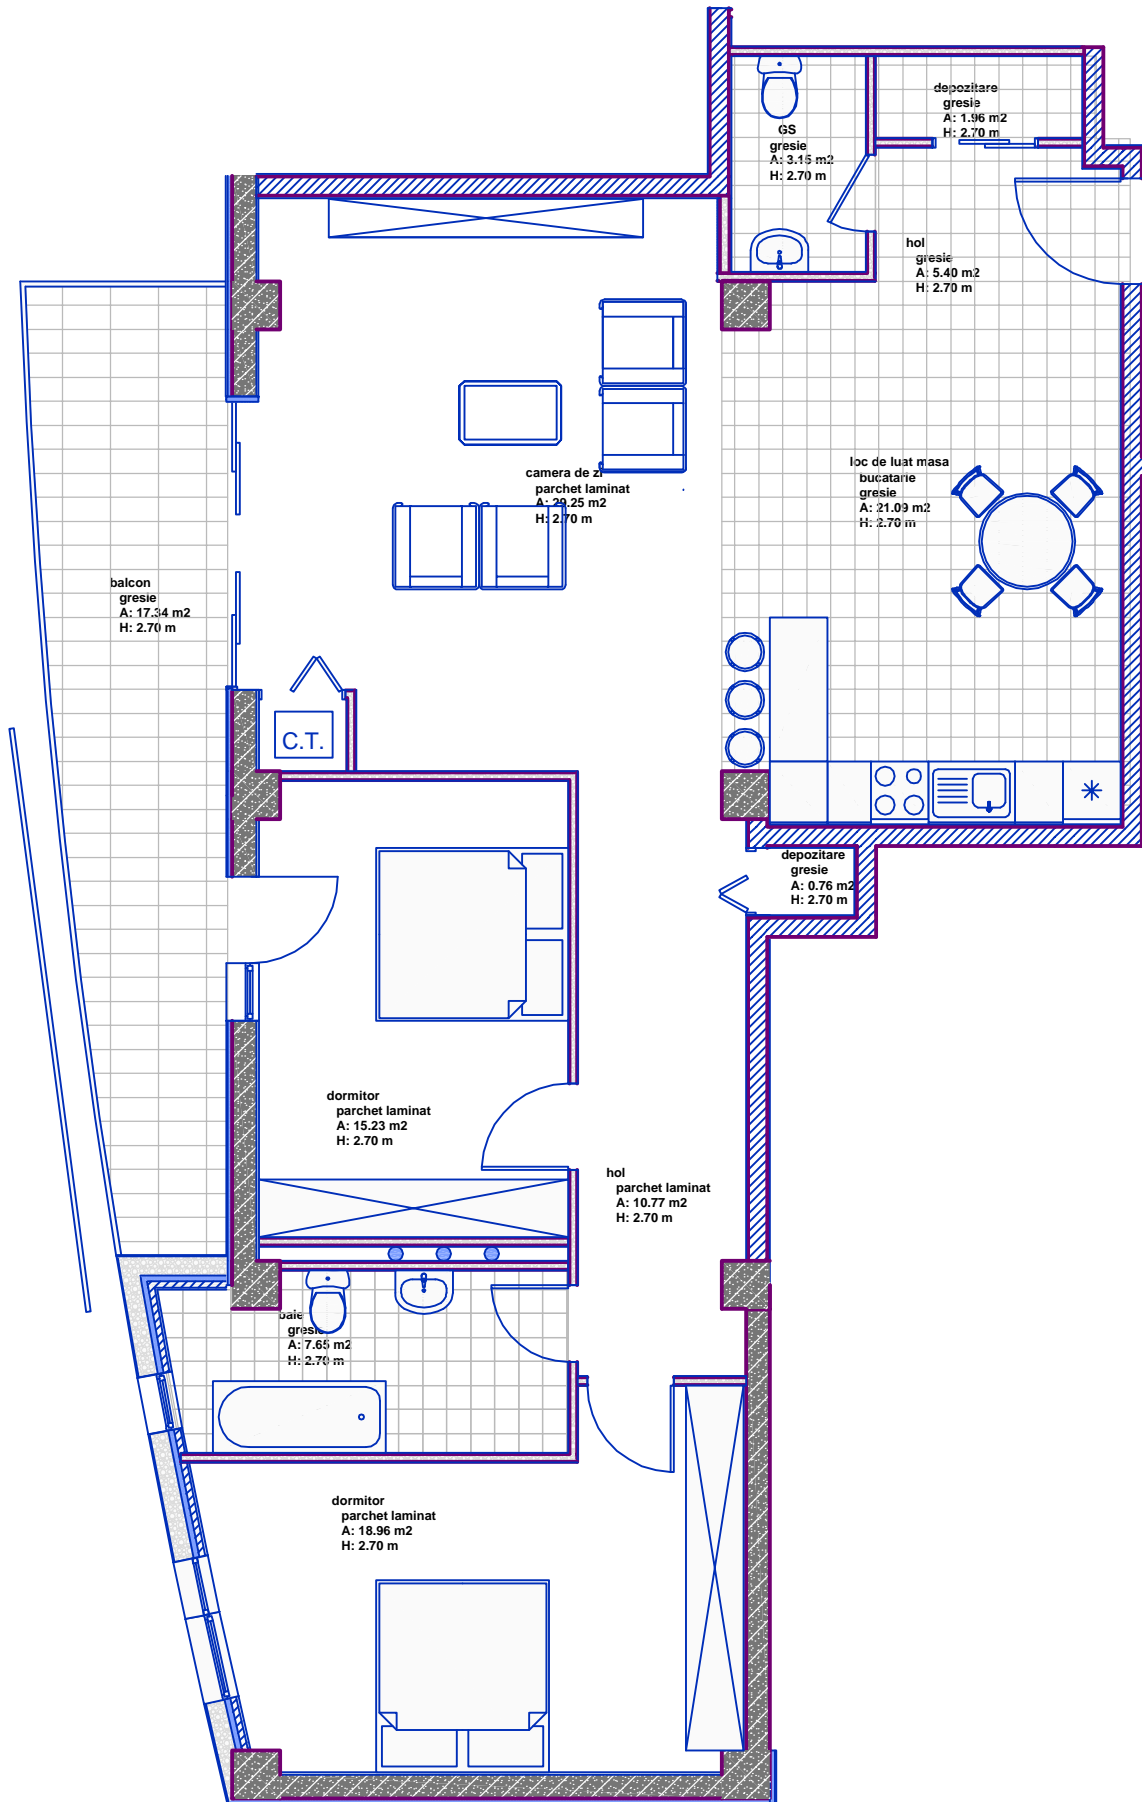 depozitare
gresie
A: 1.96 m2
H: 2.70 m
GS
gresie
A: 3.15 m2
H: 2.70 m
hol
gresie
A: 5.40 m2
H: 2.70 m
camera de zi
parchet laminat
A: 29.25 m2
H: 2.70 m
loc de luat masa
bucatarie
gresie
A: 21.09 m2
H: 2.70 m
balcon
gresie
A: 17.34 m2
H: 2.70 m
C.T.
depozitare
gresie
A: 0.76 m2
H: 2.70 m
dormitor
parchet laminat
A: 15.23 m2
H: 2.70 m
hol
parchet laminat
A: 10.77 m2
H: 2.70 m
baie
gresie
A: 7.65 m2
H: 2.70 m
dormitor
parchet laminat
A: 18.96 m2
H: 2.70 m